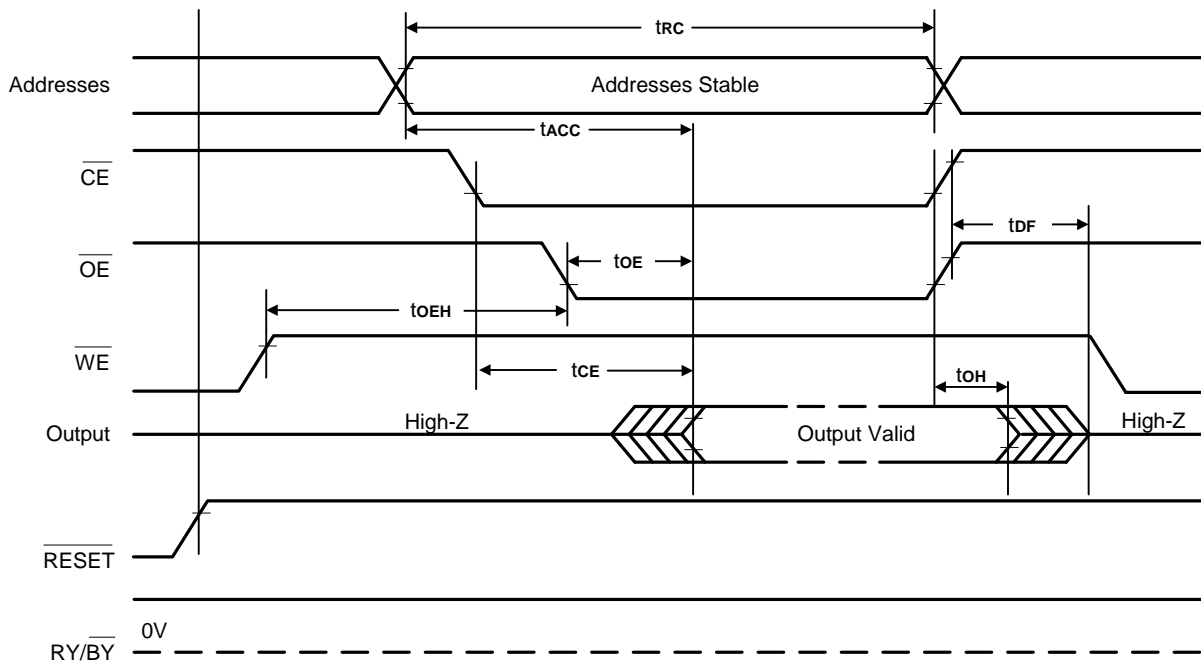 tRC
Addresses
Addresses Stable
tACC
CE
tDF
OE
tOE
tOEH
WE
tCE
tOH
Output
High-Z
Output Valid
High-Z
RESET
0V
RY/BY